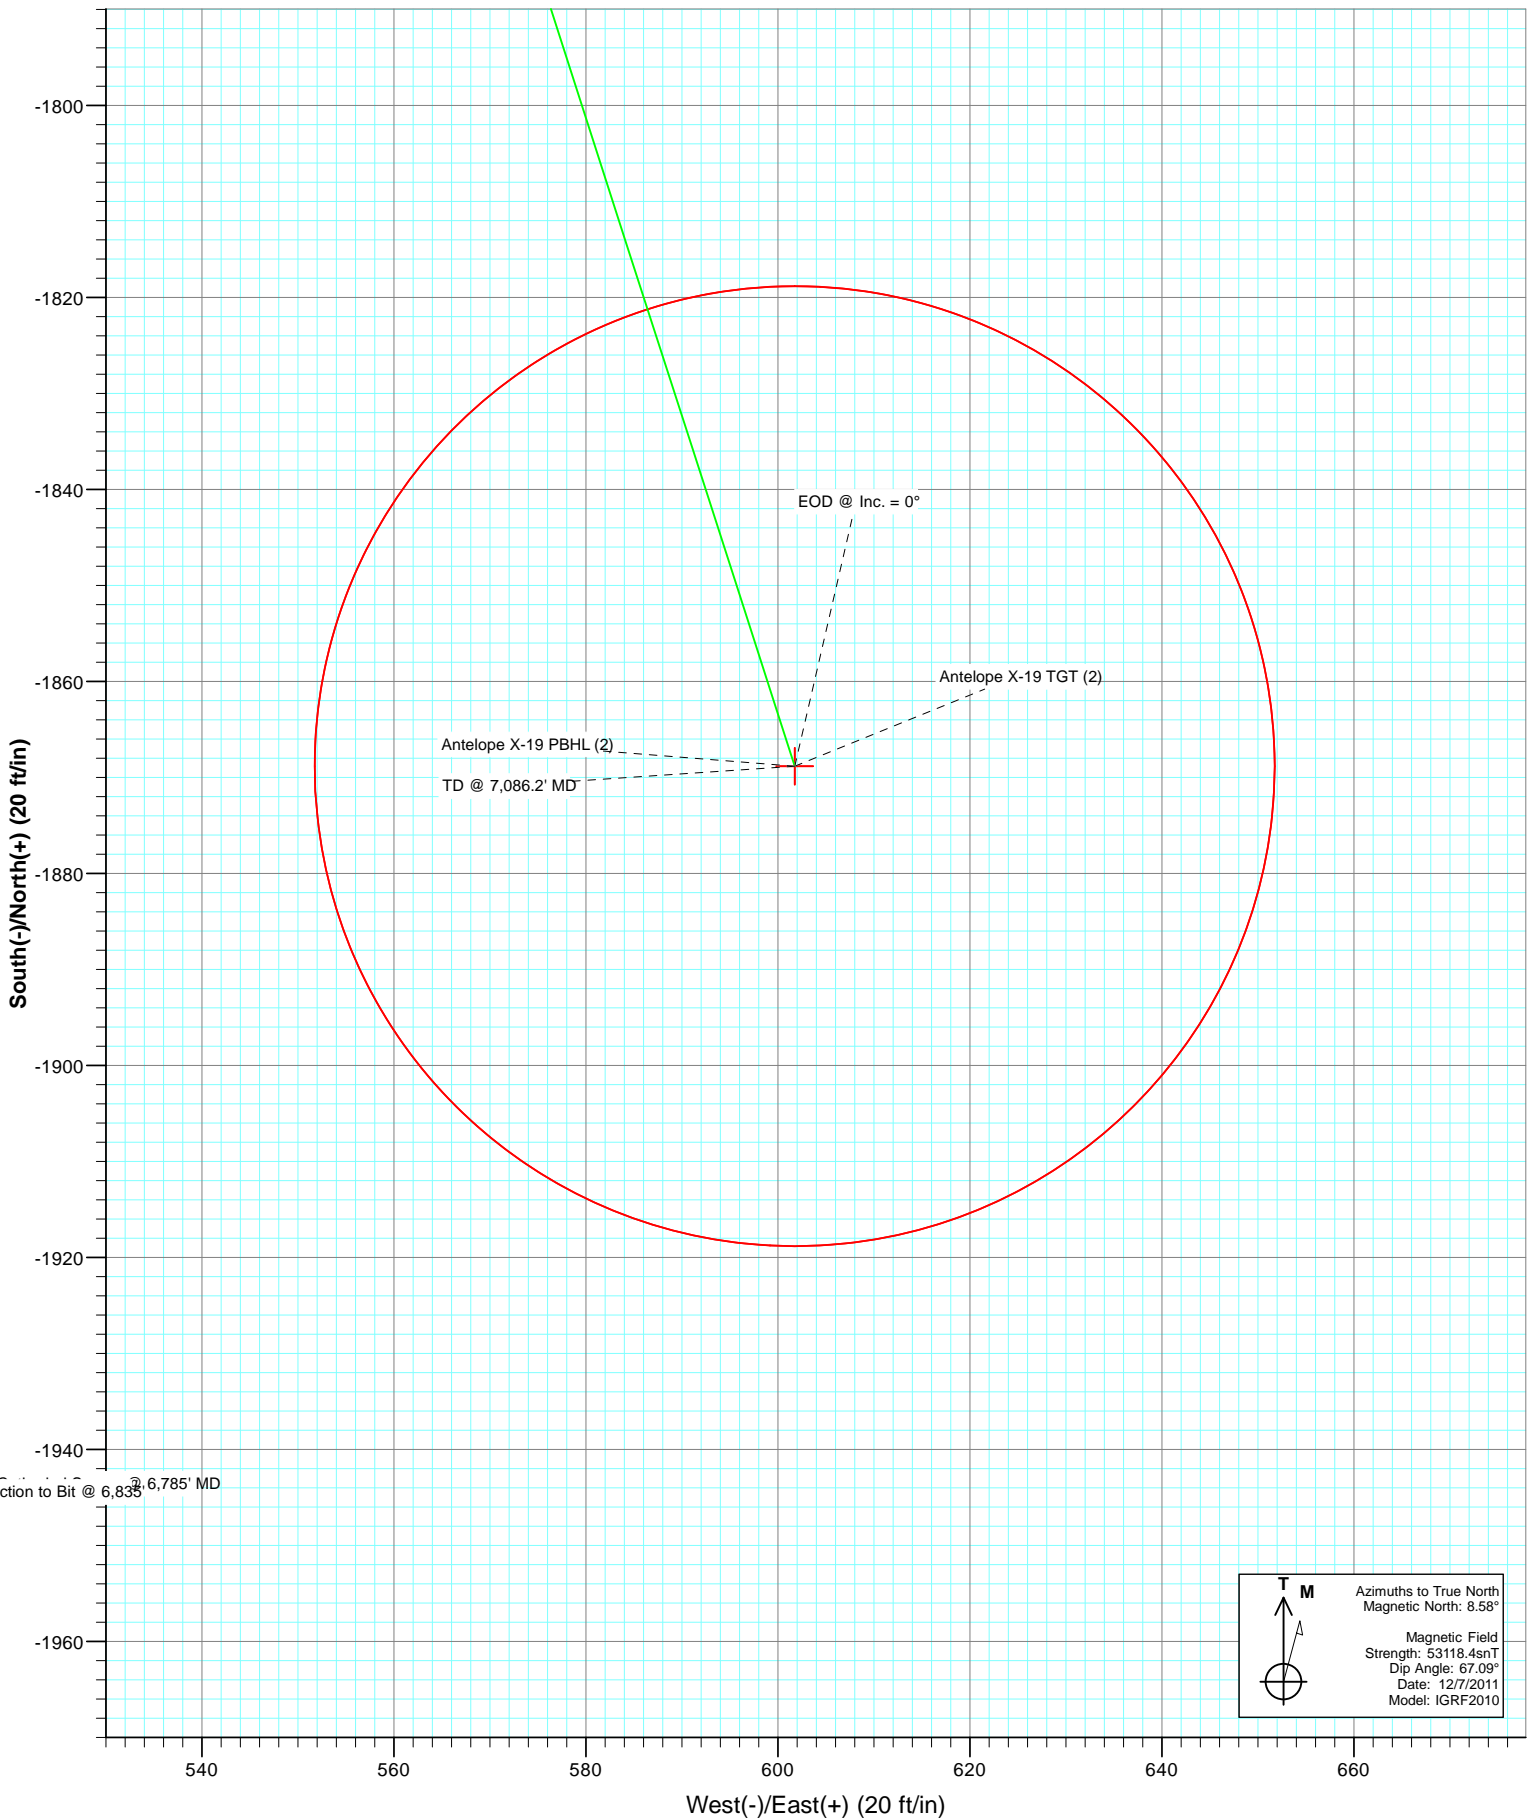 -1800
-1820
-1840
-1860
-1880
-1900
-1920
-1940
-1960
South(-)/North(+) (20 ft/in)
EOD @ Inc. = 0°
Antelope X-19 TGT (2)
Antelope X-19 PBHL (2)
TD @ 7,086.2' MD
@ 6,785' MD
ction to Bit @ 6,835'
T M
Azimuths to True North
Magnetic North: 8.58°
Magnetic Field
Strength: 53118.4snT
Dip Angle: 67.09°
Date: 12/7/2011
Model: IGRF2010
540 560 580 600 620 640 660
West(-)/East(+) (20 ft/in)